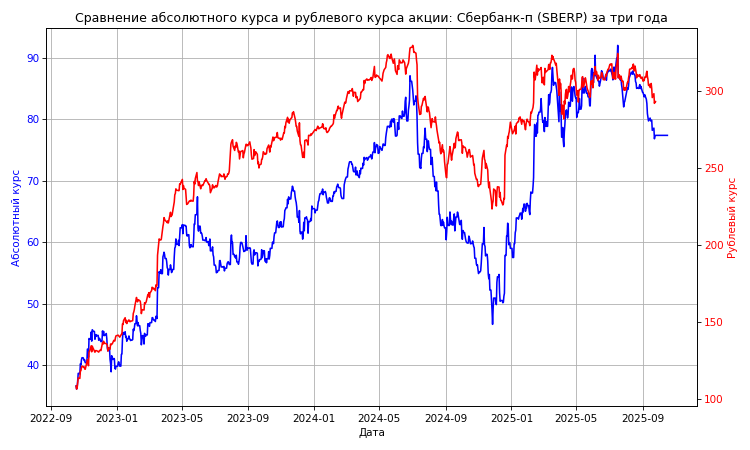 Сравнение абсолютного курса и рублевого курса акции: Сбербанк-п (SBERP) за три года
Абсолютный курс
90
80
70
60
50
40
300
250
200
150
100
Рублевый курс
2022-09 2023-01 2023-05 2023-09 2024-01 2024-05 2024-09 2025-01 2025-05 2025-09
Дата